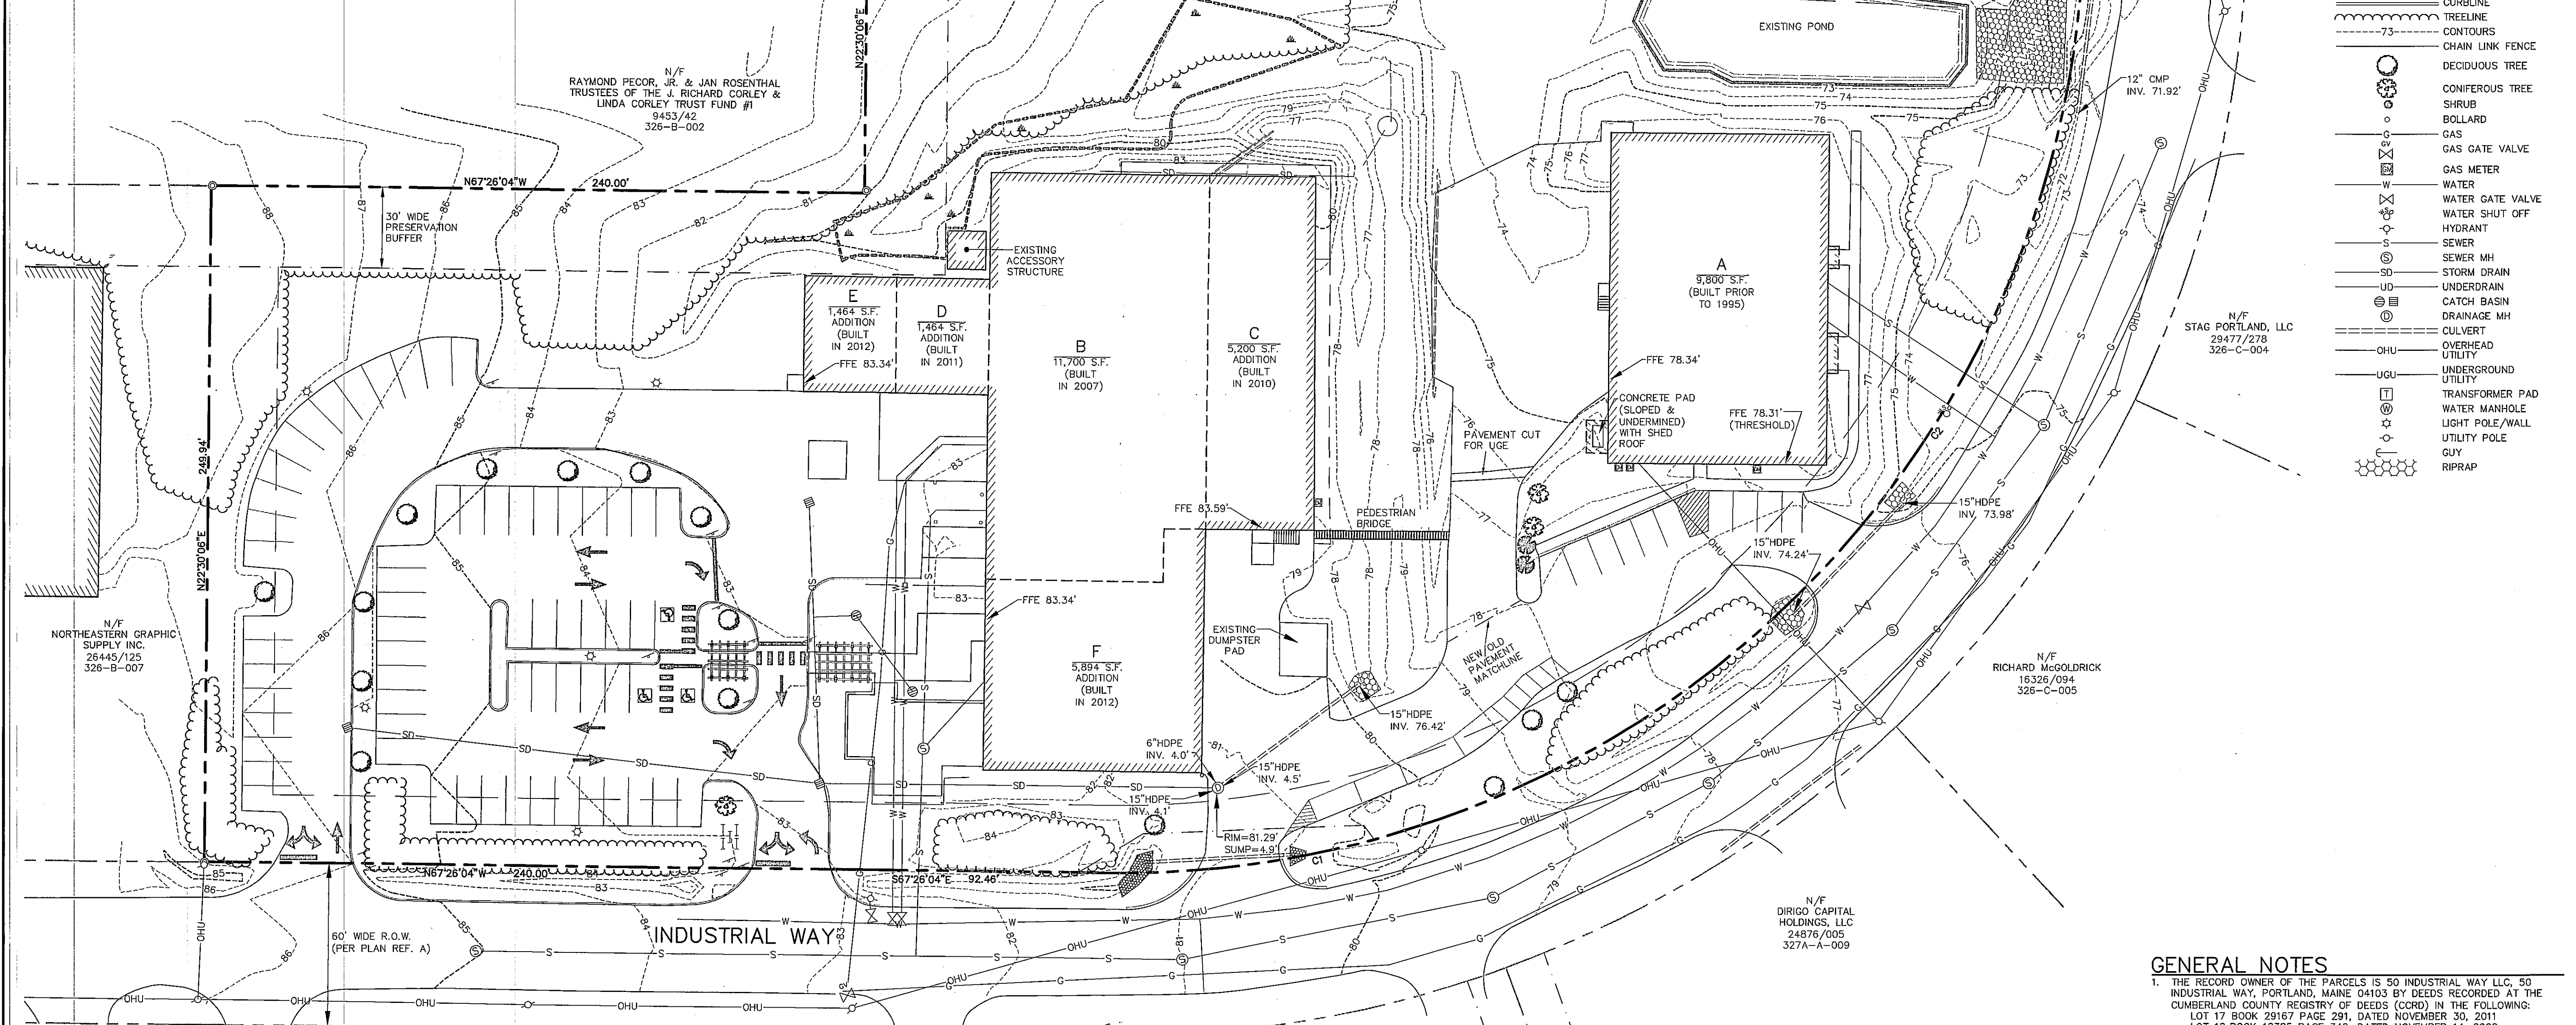 N/F
RAYMOND PECOR, JR. & JAN ROSENTHAL
TRUSTEES OF THE J. RICHARD CORLEY &
LINDA CORLEY TRUST FUND #1
9453/42
326-B-002
N22°30'06"E
N67°26'04"W 240.00'
30' WIDE
PRESERVATION
BUFFER
N22°30'06"E 249.94'
N/F
NORTHEASTERN GRAPHIC
SUPPLY INC.
26445/125
326-B-007
EXISTING
ACCESSORY
STRUCTURE
E
1,464 S.F.
ADDITION
(BUILT
IN 2012)
D
1,464 S.F.
ADDITION
(BUILT
IN 2011)
FFE 83.34'
B
11,700 S.F.
(BUILT
IN 2007)
C
5,200 S.F.
ADDITION
(BUILT
IN 2010)
FFE 83.59'
FFE 83.34'
F
5,894 S.F.
ADDITION
(BUILT
IN 2012)
EXISTING POND
12" CMP
INV. 71.92'
A
9,800 S.F.
(BUILT PRIOR
TO 1995)
FFE 78.34'
CONCRETE PAD
(SLOPED &
UNDERMINED)
WITH SHED
ROOF
FFE 78.31'
(THRESHOLD)
PAVEMENT CUT
FOR UGE
PEDESTRIAN
BRIDGE
EXISTING
DUMPSTER
PAD
NEW/OLD
PAVEMENT
MATCHLINE
15"HDPE
INV. 73.98'
15"HDPE
INV. 74.24'
15"HDPE
INV. 76.42'
6"HDPE
INV. 4.0'
15"HDPE
INV. 4.5'
15"HDPE
INV. 4.1'
RIM=81.29'
SUMP=4.9'
C1
C2
N67°26'04"W 240.00'
S67°26'04"E 92.46'
60' WIDE R.O.W.
(PER PLAN REF. A)
INDUSTRIAL WAY
N/F
STAG PORTLAND, LLC
29477/278
326-C-004
N/F
RICHARD McGOLDRICK
16326/094
326-C-005
N/F
DIRIGO CAPITAL
HOLDINGS, LLC
24876/005
327A-A-009
CURBLINE
TREELINE
73 CONTOURS
CHAIN LINK FENCE
DECIDUOUS TREE
CONIFEROUS TREE
SHRUB
BOLLARD
G GAS
GV GAS GATE VALVE
GM GAS METER
W WATER
WATER GATE VALVE
WATER SHUT OFF
HYDRANT
S SEWER
S SEWER MH
SD STORM DRAIN
UD UNDERDRAIN
CATCH BASIN
D DRAINAGE MH
CULVERT
OHU OVERHEAD
UTILITY
UGU UNDERGROUND
UTILITY
T TRANSFORMER PAD
W WATER MANHOLE
LIGHT POLE/WALL
UTILITY POLE
GUY
RIPRAP
GENERAL NOTES
1. THE RECORD OWNER OF THE PARCELS IS 50 INDUSTRIAL WAY LLC, 50
INDUSTRIAL WAY, PORTLAND, MAINE 04103 BY DEEDS RECORDED AT THE
CUMBERLAND COUNTY REGISTRY OF DEEDS (CCRD) IN THE FOLLOWING:
LOT 17 BOOK 29167 PAGE 291, DATED NOVEMBER 30, 2011